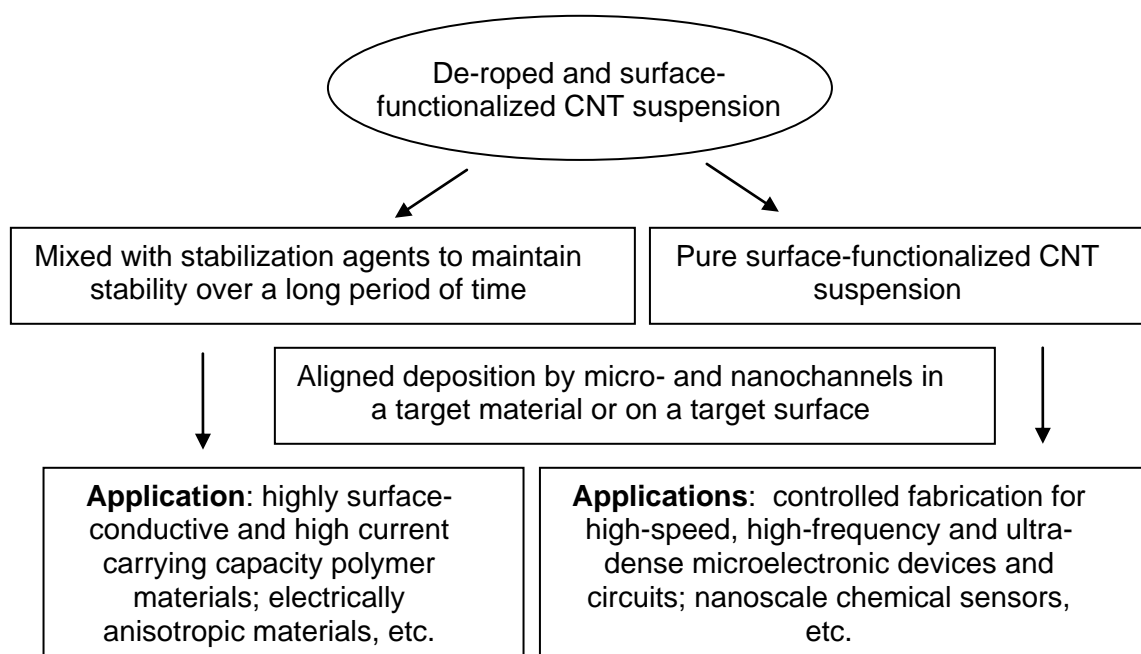 De-roped and surface-
functionalized CNT suspension
Mixed with stabilization agents to maintain
stability over a long period of time
Pure surface-functionalized CNT
suspension
Aligned deposition by micro- and nanochannels in
a target material or on a target surface
Application: highly surface-
conductive and high current
carrying capacity polymer
materials; electrically
anisotropic materials, etc.
Applications:  controlled fabrication for
high-speed, high-frequency and ultra-
dense microelectronic devices and
circuits; nanoscale chemical sensors,
etc.